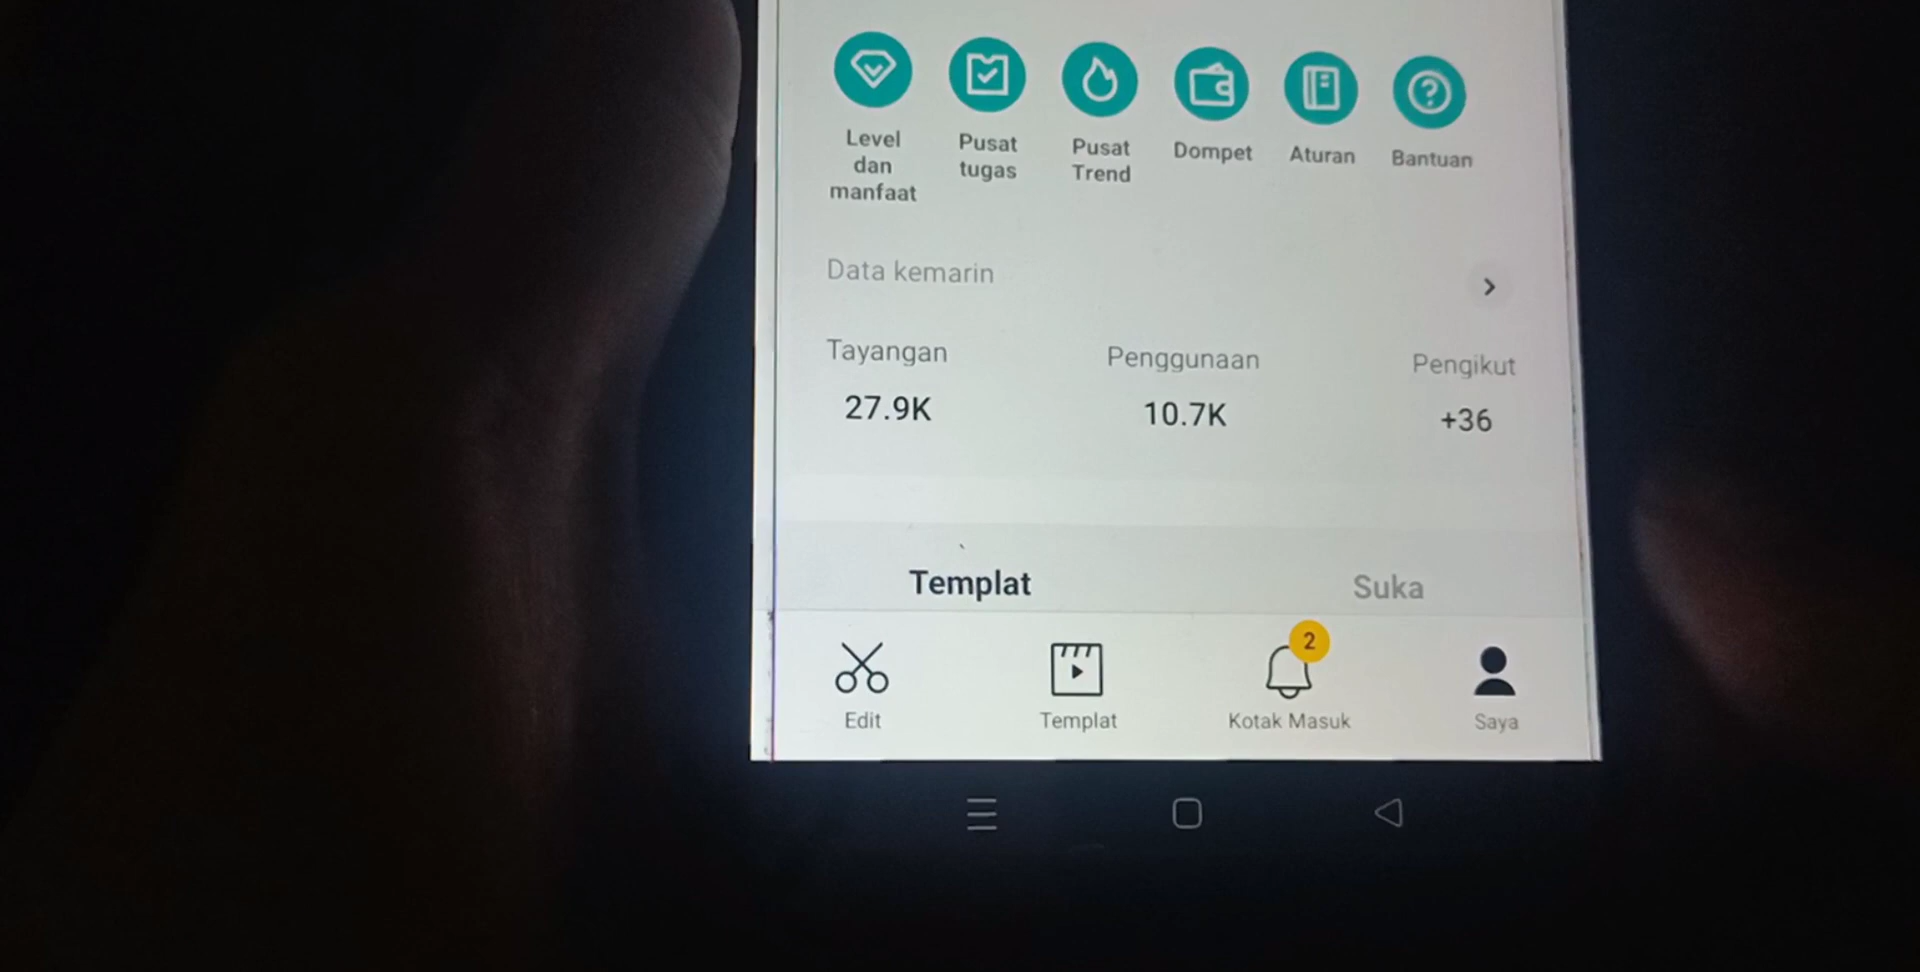 Level
dan
manfaat
Pusat
tugas
Pusat
Trend
Dompet
Aturan
Bantuan
Data kemarin
Tayangan
Penggunaan
Pengikut
27.9K
10.7K
+36
Templat
Suka
2
Edit
Templat
Kotak Masuk
Saya